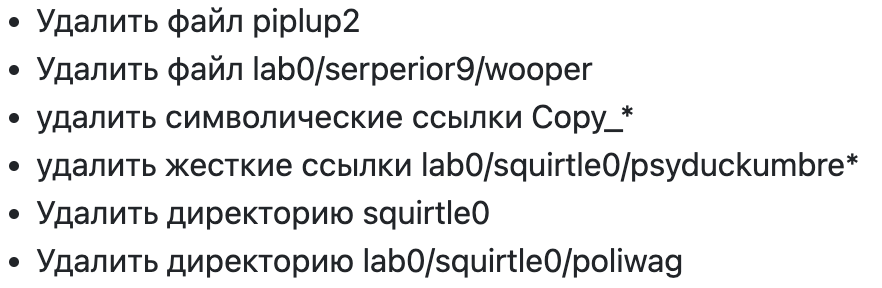 • Удалить файл piplup2
• Удалить файл lab0/serperior9/wooper
• удалить символические ссылки Copy_*
• удалить жесткие ссылки lab0/squirtle0/psyduckumbre*
• Удалить директорию squirtle0
• Удалить директорию lab0/squirtle0/poliwag